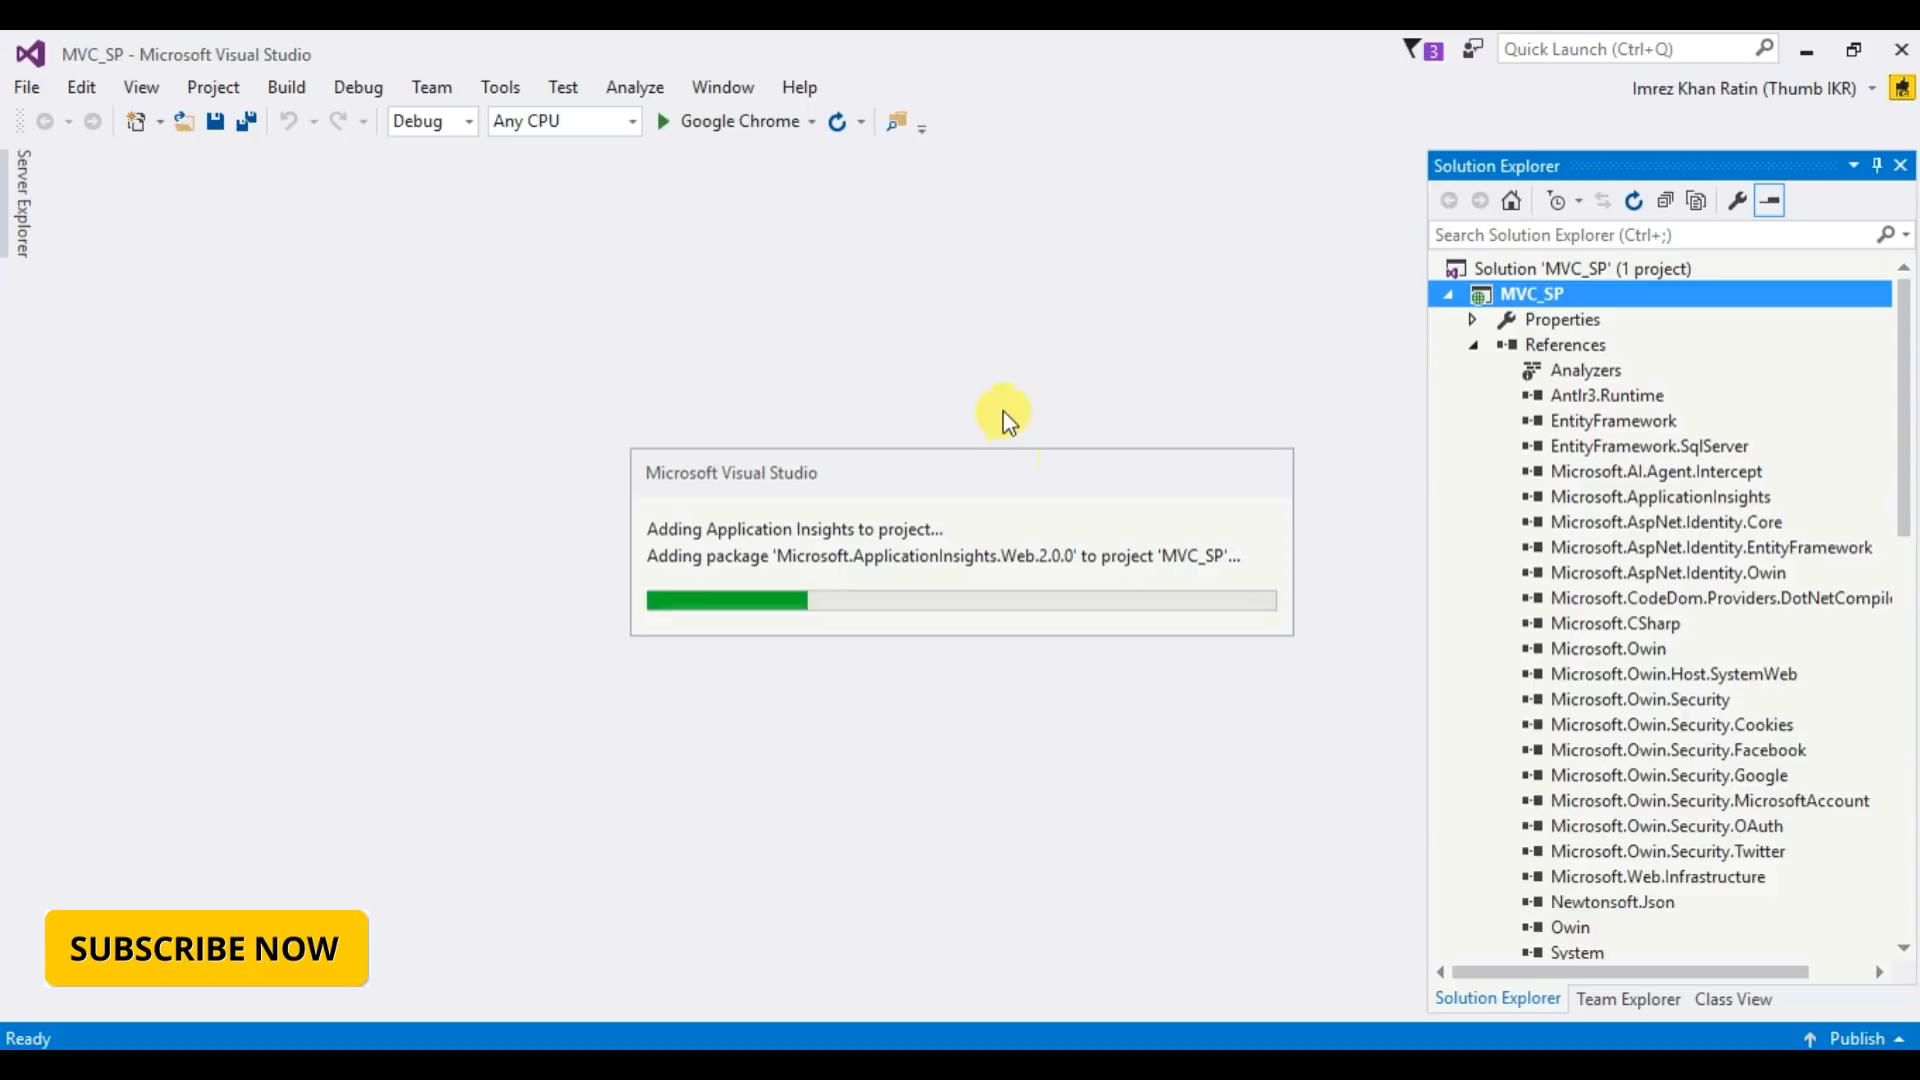 MVC_SP - Microsoft Visual Studio
3
Quick Launch (Ctrl+Q)
File Edit View Project Build Debug Team Tools Test Analyze Window Help
Imrez Khan Ratin (Thumb IKR)
Debug Any CPU Google Chrome
Server Explorer
Solution Explorer
Search Solution Explorer (Ctrl+;)
Solution 'MVC_SP' (1 project)
MVC_SP
Properties
References
Analyzers
Antlr3.Runtime
EntityFramework
EntityFramework.SqlServer
Microsoft.AI.Agent.Intercept
Microsoft.ApplicationInsights
Microsoft.AspNet.Identity.Core
Microsoft.AspNet.Identity.EntityFramework
Microsoft.AspNet.Identity.Owin
Microsoft.CodeDom.Providers.DotNetCompil
Microsoft.CSharp
Microsoft.Owin
Microsoft.Owin.Host.SystemWeb
Microsoft.Owin.Security
Microsoft.Owin.Security.Cookies
Microsoft.Owin.Security.Facebook
Microsoft.Owin.Security.Google
Microsoft.Owin.Security.MicrosoftAccount
Microsoft.Owin.Security.OAuth
Microsoft.Owin.Security.Twitter
Microsoft.Web.Infrastructure
Newtonsoft.Json
Owin
System
Solution Explorer Team Explorer Class View
Microsoft Visual Studio
Adding Application Insights to project...
Adding package 'Microsoft.ApplicationInsights.Web.2.0.0' to project 'MVC_SP'...
SUBSCRIBE NOW
Ready
Publish